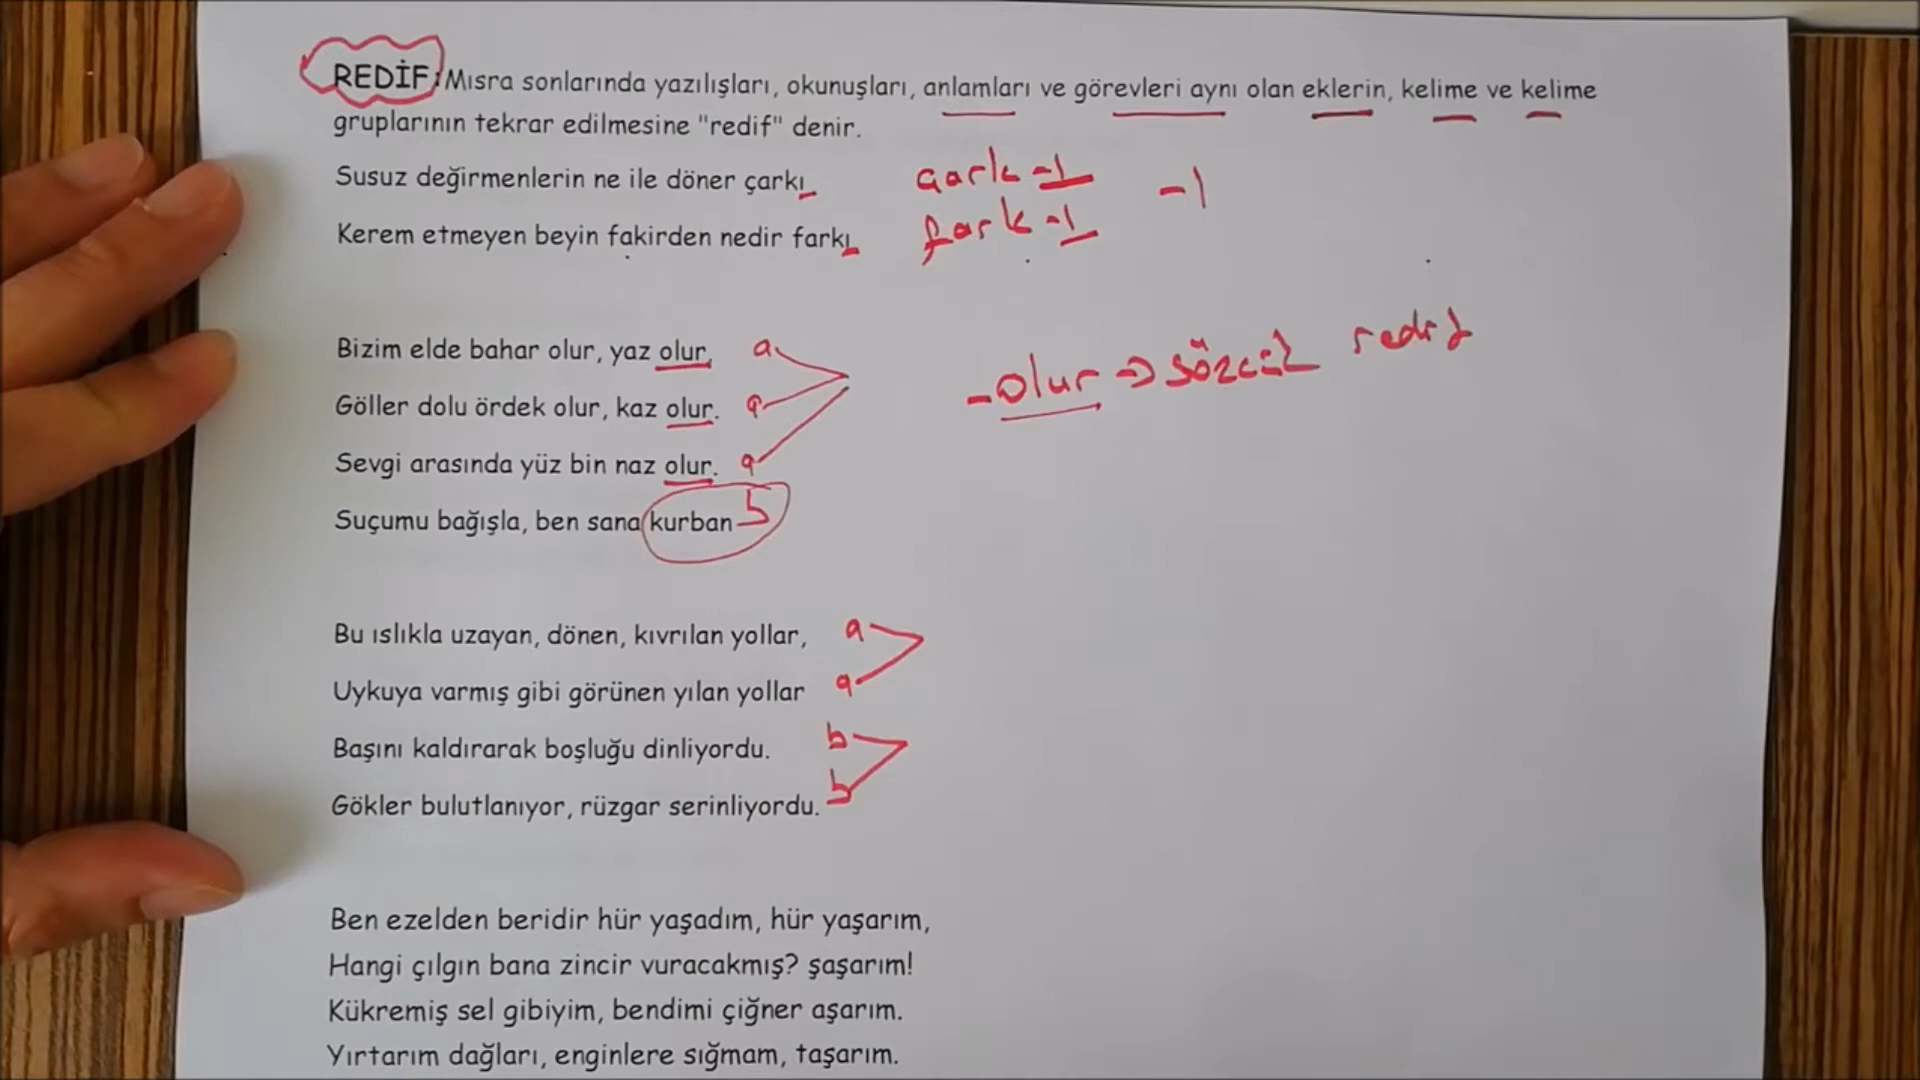 REDİF: Mısra sonlarında yazılışları, okunuşları, anlamları ve görevleri aynı olan eklerin, kelime ve kelime
gruplarının tekrar edilmesine "redif" denir.
Susuz değirmenlerin ne ile döner çarkı çark -ı -ı
Kerem etmeyen beyin fakirden nedir farkı fark -ı
Bizim elde bahar olur, yaz olur, a
Göller dolu ördek olur, kaz olur. a
-olur → sözcük redif
Sevgi arasında yüz bin naz olur. a
Suçumu bağışla, ben sana kurban b
Bu ıslıkla uzayan, dönen, kıvrılan yollar, a
Uykuya varmış gibi görünen yılan yollar a
Başını kaldırarak boşluğu dinliyordu. b
Gökler bulutlanıyor, rüzgar serinliyordu. b
Ben ezelden beridir hür yaşadım, hür yaşarım,
Hangi çılgın bana zincir vuracakmış? şaşarım!
Kükremiş sel gibiyim, bendimi çiğner aşarım.
Yırtarım dağları, enginlere sığmam, taşarım.